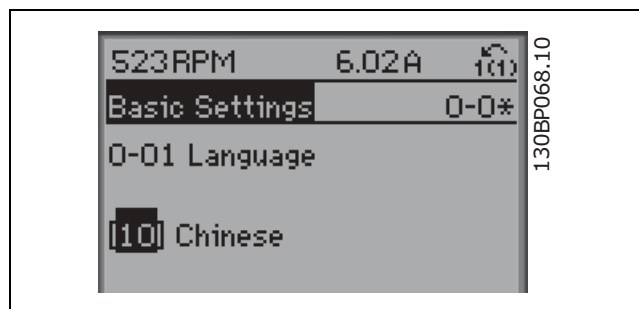 523RPM 6.02A 1(1)
Basic Settings 0-0*
0-01 Language
[10] Chinese
130BP068.10